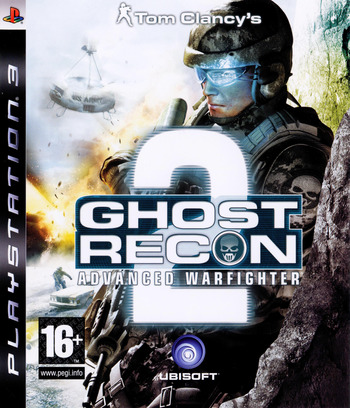 PLAYSTATION 3
Tom Clancy's
2
GHOST
RECON
ADVANCED WARFIGHTER
16+
www.pegi.info
UBISOFT